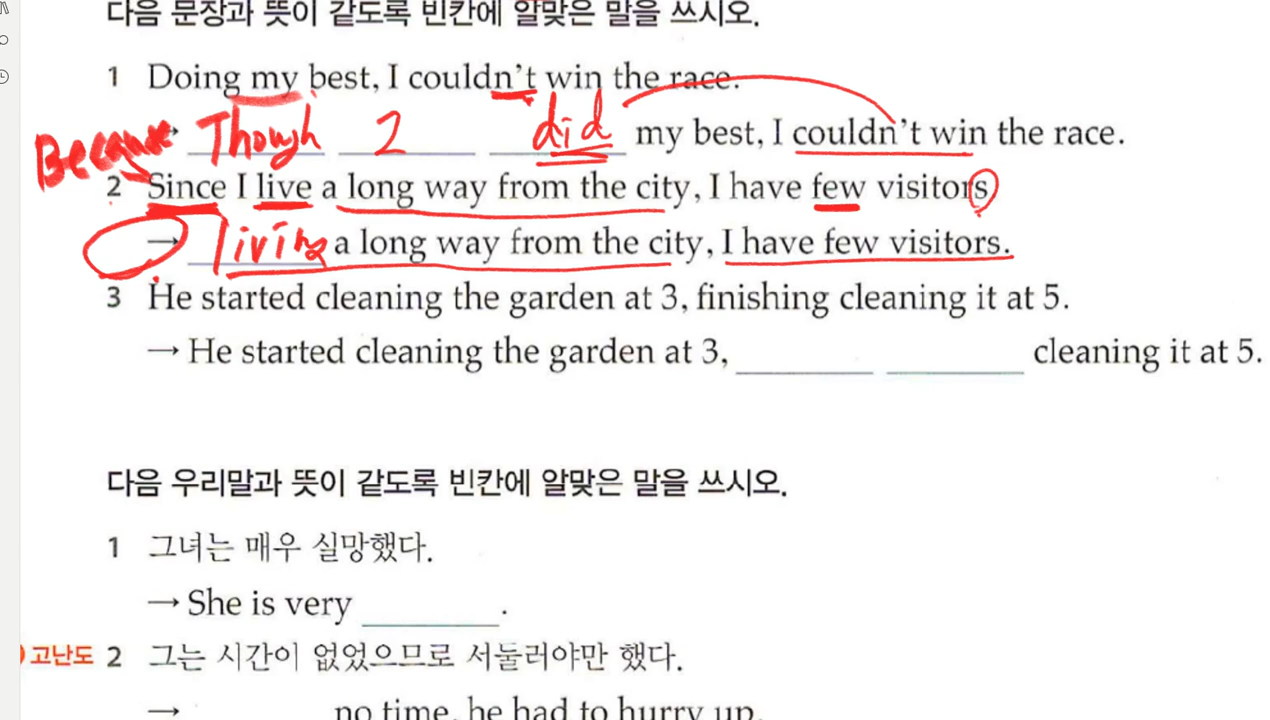 다음 문장과 뜻이 같도록 빈칸에 알맞은 말을 쓰시오.
1 Doing my best, I couldn't win the race.
Because → Though I did my best, I couldn't win the race.
2 Since I live a long way from the city, I have few visitors
→ living a long way from the city, I have few visitors.
3 He started cleaning the garden at 3, finishing cleaning it at 5.
→ He started cleaning the garden at 3, ______ ______ cleaning it at 5.
다음 우리말과 뜻이 같도록 빈칸에 알맞은 말을 쓰시오.
1 그녀는 매우 실망했다.
→ She is very ______.
고난도 2 그는 시간이 없었으므로 서둘러야만 했다.
→ ______ no time, he had to hurry up.